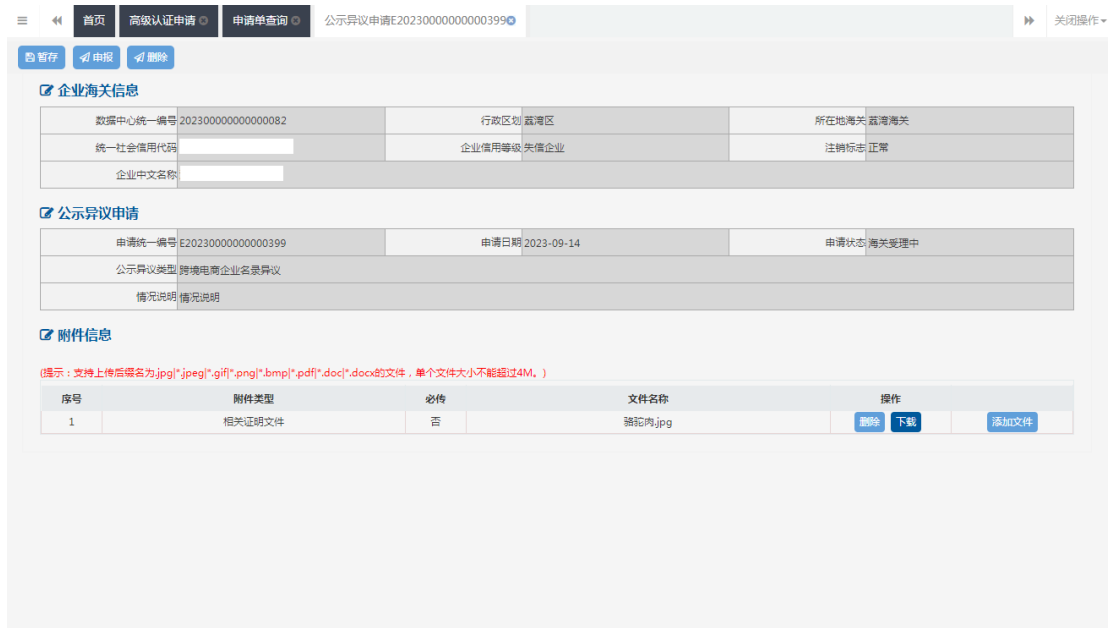 首页 高级认证申请 申请单查询 公示异议申请E20230000000000399 关闭操作
暂存 申报 删除
企业海关信息
数据中心统一编号 202300000000000082 行政区划 荔湾区 所在地海关 荔湾海关
统一社会信用代码 企业信用等级 失信企业 注销标志 正常
企业中文名称
公示异议申请
申请统一编号 E20230000000000399 申请日期 2023-09-14 申请状态 海关受理中
公示异议类型 跨境电商企业名录异议
情况说明 情况说明
附件信息
(提示：支持上传后缀名为.jpg|*.jpeg|*.gif|*.png|*.bmp|*.pdf|*.doc|*.docx的文件，单个文件大小不能超过4M。)
序号 附件类型 必传 文件名称 操作
1 相关证明文件 否 骆驼肉.jpg 删除 下载 添加文件